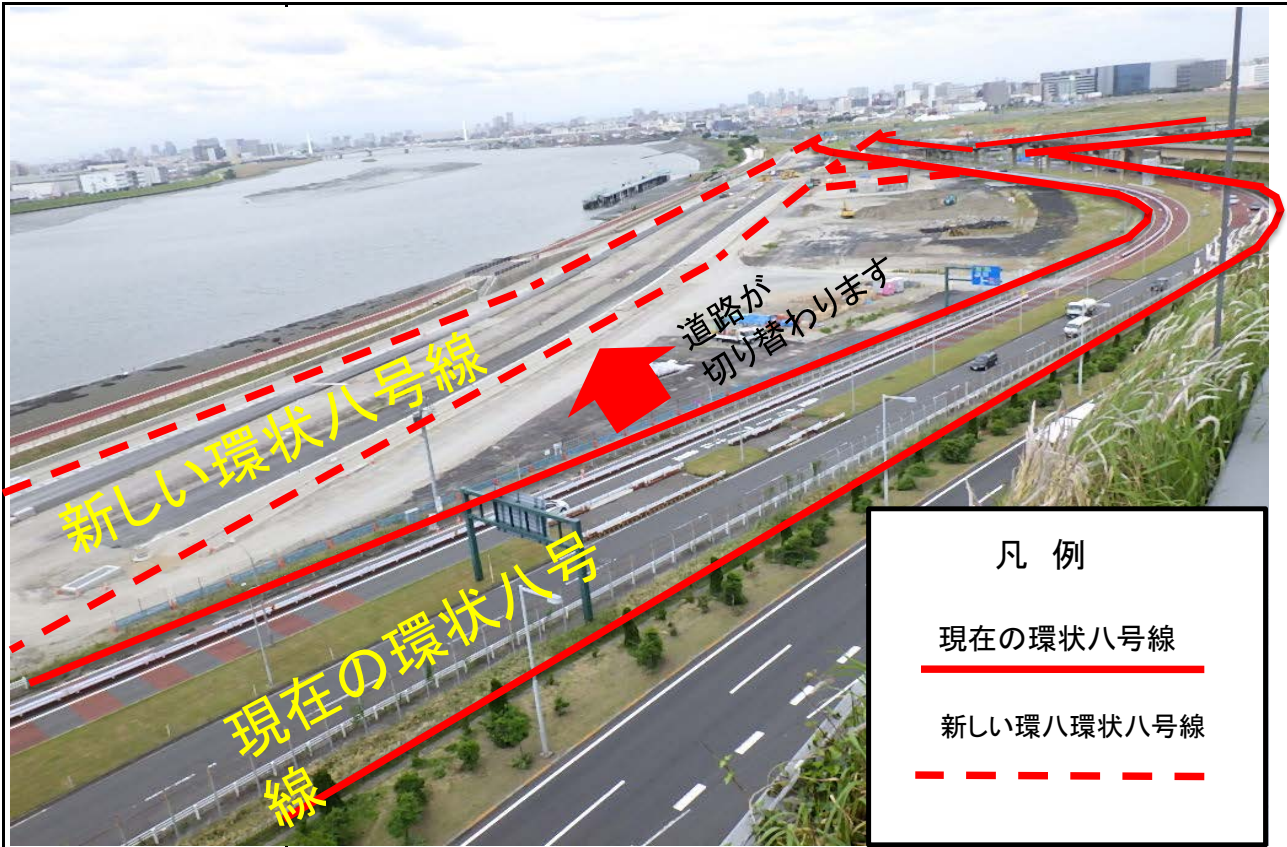 道路が
切り替わります
新しい環状八号線
現在の環状八号
線
凡 例
現在の環状八号線
新しい環八環状八号線